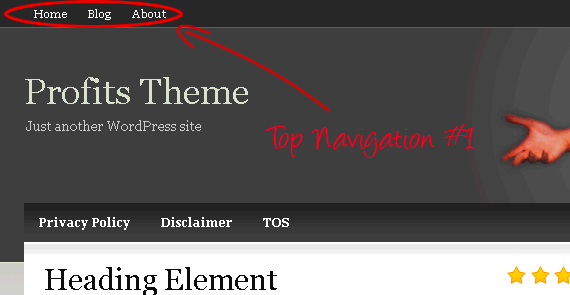 Home Blog About
Profits Theme
Just another WordPress site
Top Navigation #1
Privacy Policy Disclaimer TOS
Heading Element